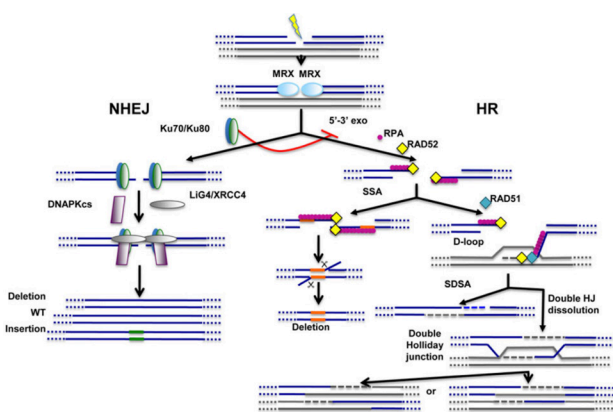 MRX MRX
NHEJ
HR
Ku70/Ku80
5'-3' exo
RPA
RAD52
DNAPKcs
LiG4/XRCC4
SSA
RAD51
D-loop
X
X
SDSA
Double HJ
dissolution
Deletion
WT
Insertion
Deletion
Double
Holliday
junction
or